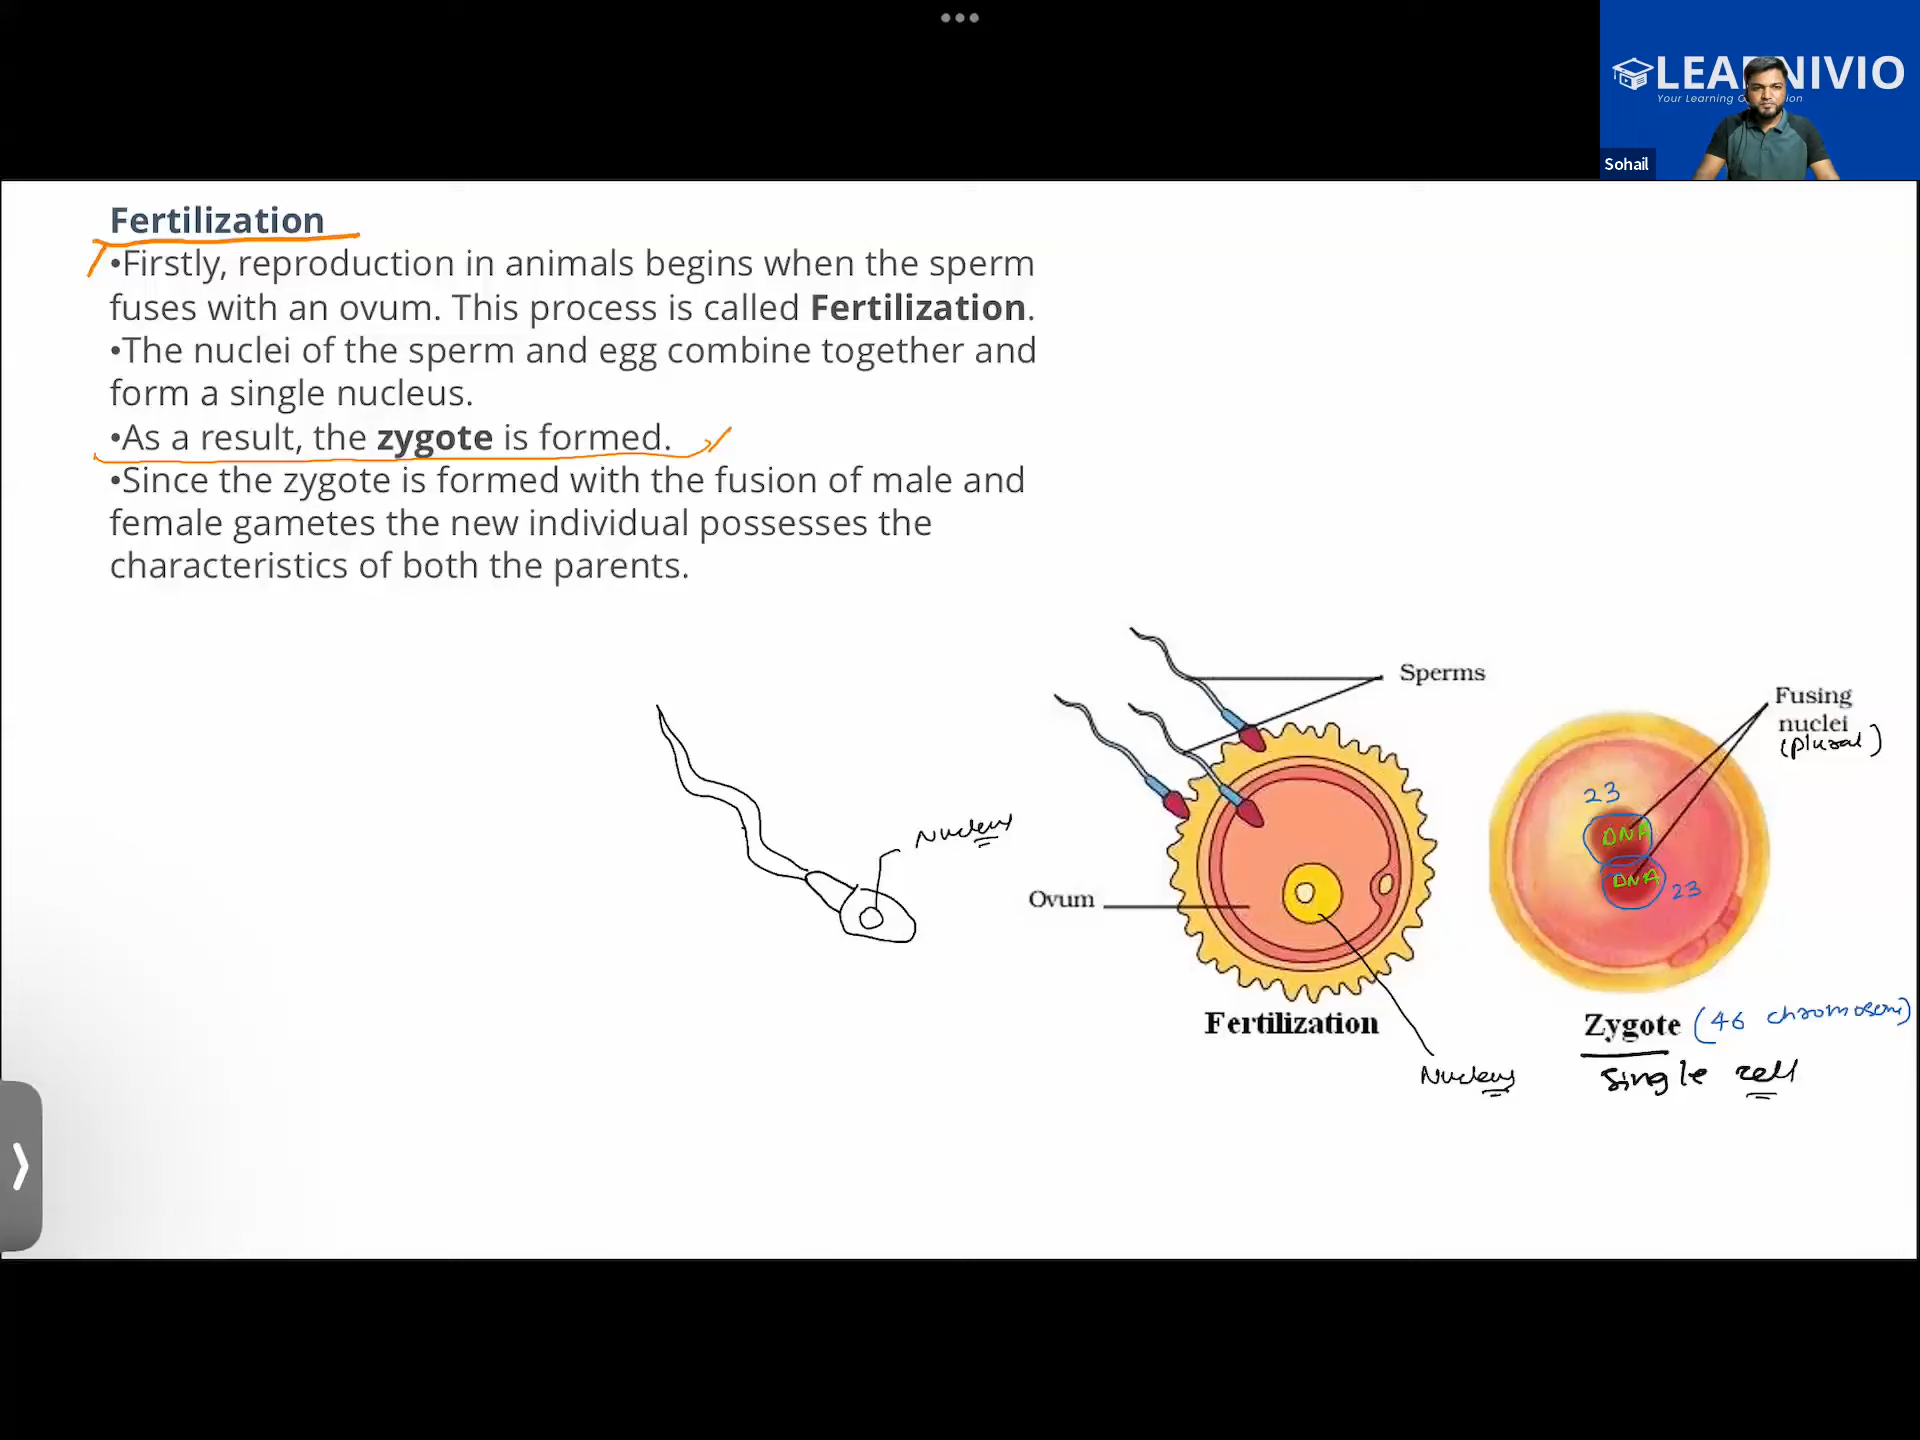 LEARNIVIO
Your Learning
Sohail
Fertilization
•Firstly, reproduction in animals begins when the sperm
fuses with an ovum. This process is called Fertilization.
•The nuclei of the sperm and egg combine together and
form a single nucleus.
•As a result, the zygote is formed.
•Since the zygote is formed with the fusion of male and
female gametes the new individual possesses the
characteristics of both the parents.
Sperms
Fusing
nuclei
(plural)
23
DNA
DNA
23
Nucleus
Ovum
Fertilization
Zygote (46 chromosome)
Nucleus
Single cell